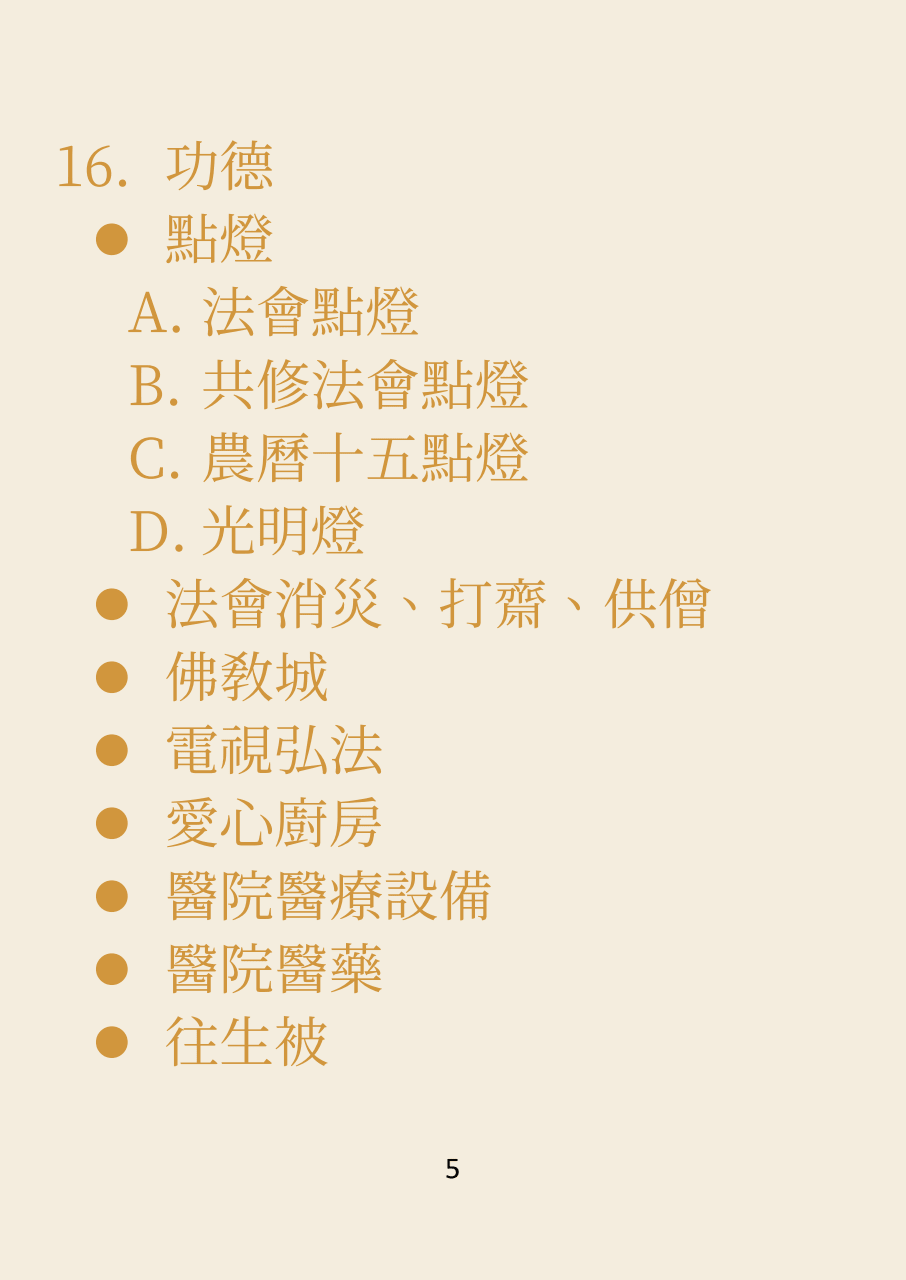 16. 功德
● 點燈
A. 法會點燈
B. 共修法會點燈
C. 農曆十五點燈
D. 光明燈
● 法會消災、打齋、供僧
● 佛教城
● 電視弘法
● 愛心廚房
● 醫院醫療設備
● 醫院醫藥
● 往生被
5